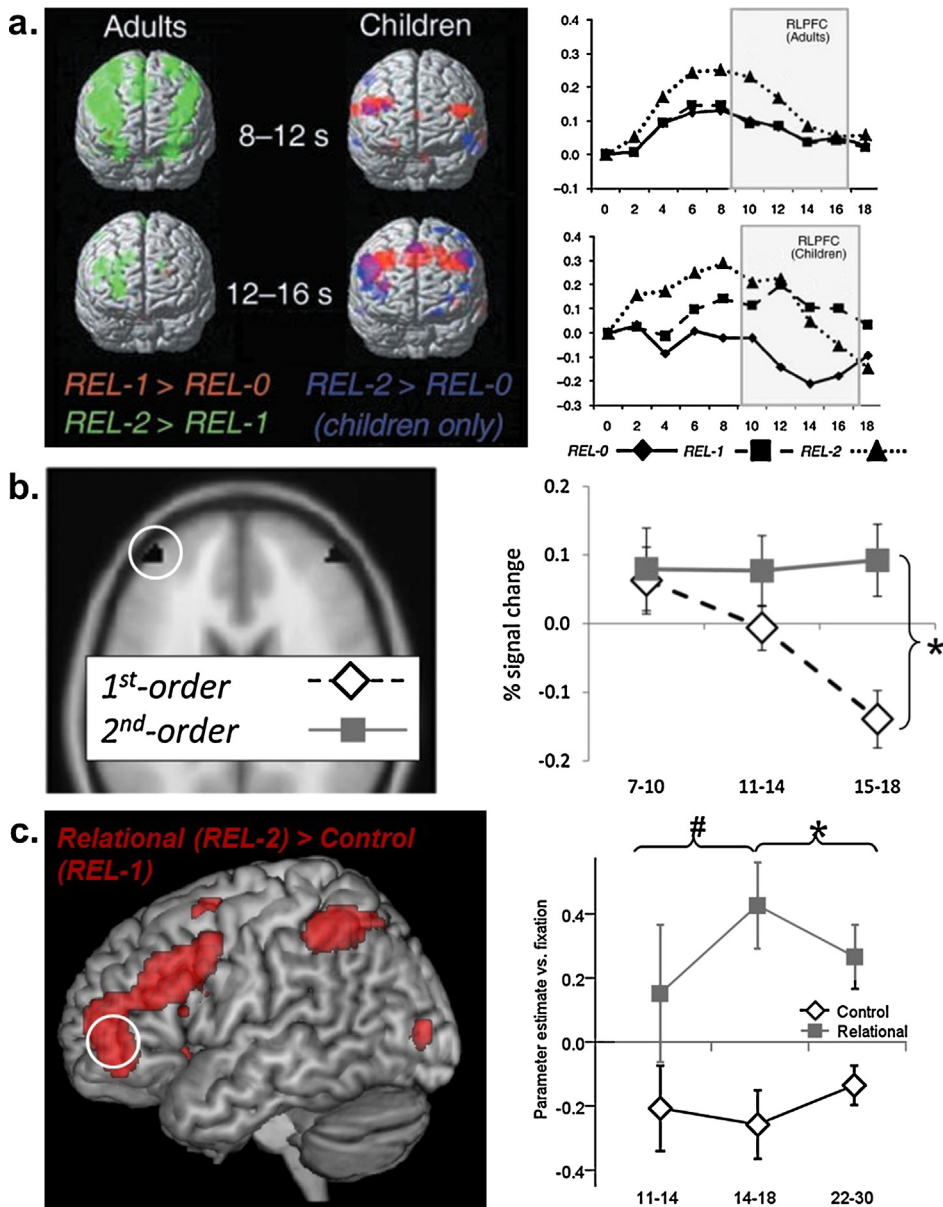 a.
Adults
Children
8–12 s
12–16 s
REL-1 > REL-0
REL-2 > REL-0
REL-2 > REL-1
(children only)
0.4
0.3
0.2
0.1
0.0
−0.1
RLPFC
(Adults)
0 2 4 6 8 10 12 14 16 18
0.4
0.3
0.2
0.1
0.0
−0.1
−0.2
−0.3
RLPFC
(Children)
0 2 4 6 8 10 12 14 16 18
REL-0 REL-1 REL-2
b.
1st-order
2nd-order
% signal change
0.2
0.1
0.0
-0.1
-0.2
*
7-10 11-14 15-18
c.
Relational (REL-2) > Control
(REL-1)
# *
Parameter estimate vs. fixation
0.4
0.2
0.0
-0.2
-0.4
Control
Relational
11-14 14-18 22-30